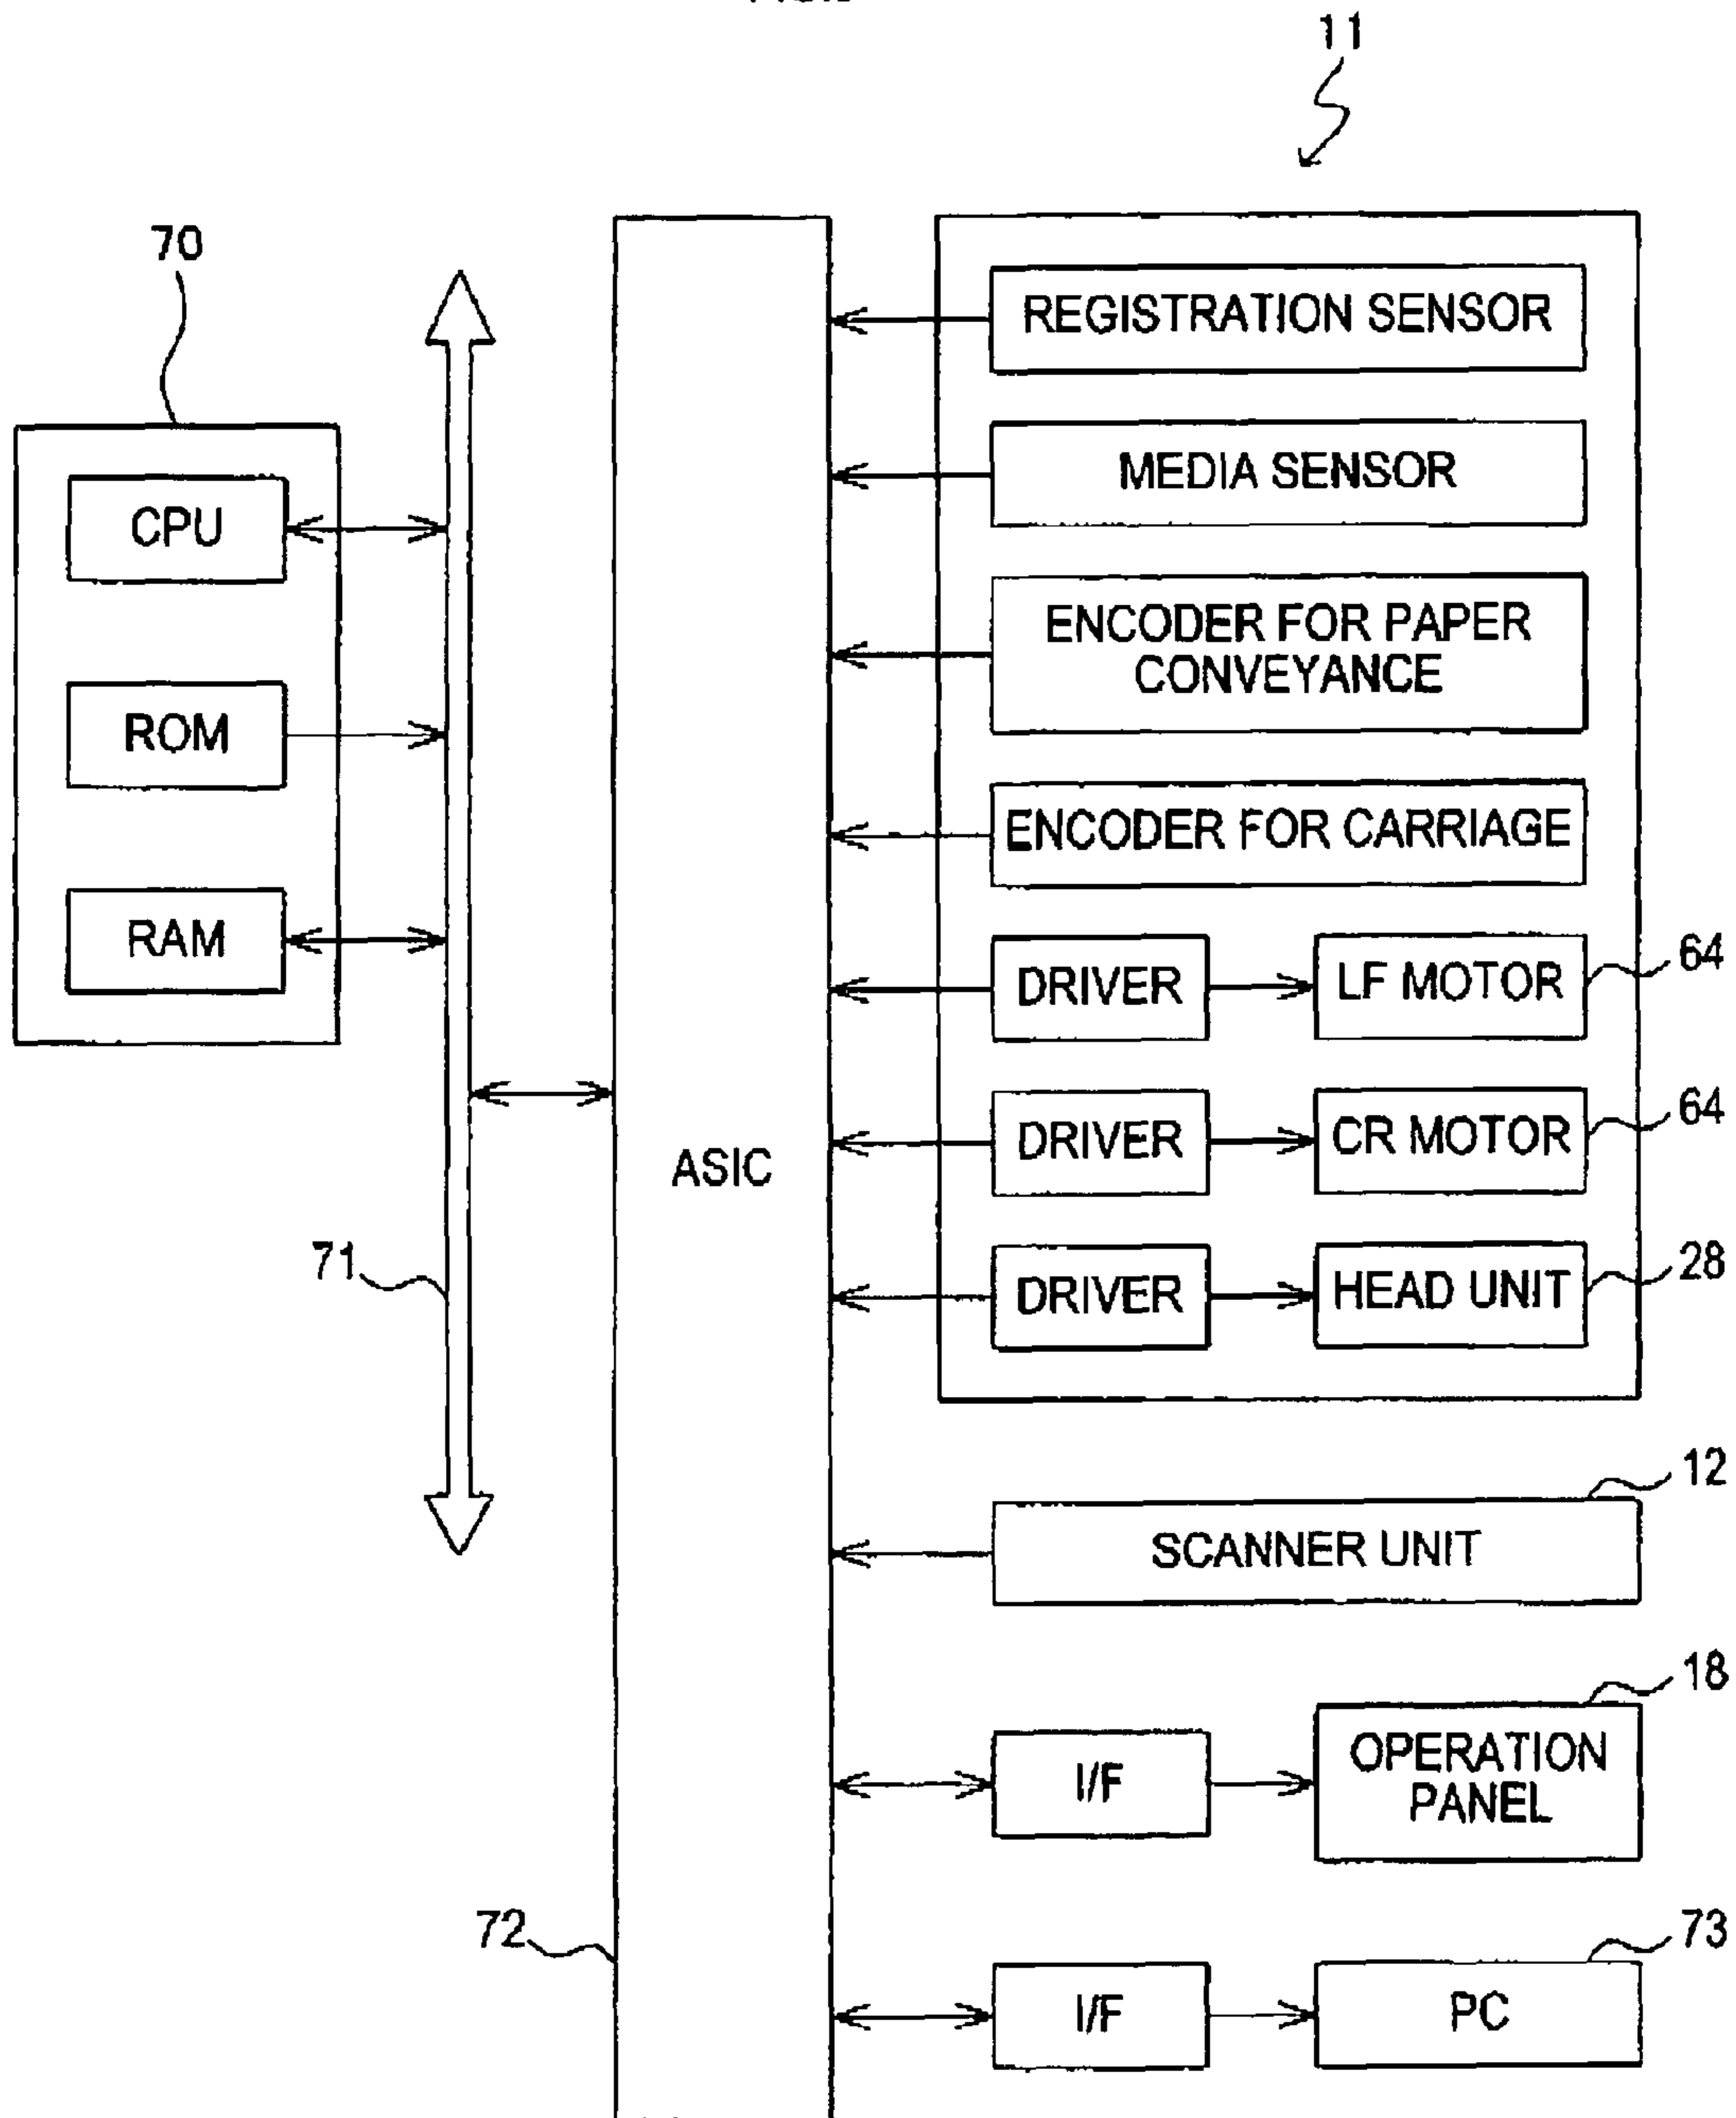 11
70
REGISTRATION SENSOR
MEDIA SENSOR
CPU
ENCODER FOR PAPER
CONVEYANCE
ROM
ENCODER FOR CARRIAGE
RAM
DRIVER
LF MOTOR
64
ASIC
DRIVER
CR MOTOR
64
71
DRIVER
HEAD UNIT
28
12
SCANNER UNIT
18
I/F
OPERATION
PANEL
72
73
I/F
PC